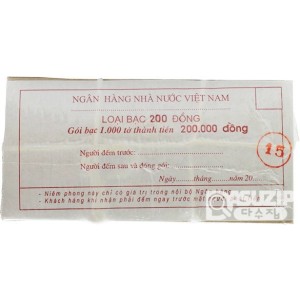 NGÂN HÀNG NHÀ NƯỚC VIỆT NAM
LOẠI BẠC 200 ĐỒNG
Gói bạc 1.000 tờ thành tiền 200.000 đồng
Người đếm trước:
Người đếm sau và đóng gói:
Ngày......tháng......năm 20
15
- Niêm phong này chỉ có giá trị trong nội bộ Ngân hàng
- Khách hàng khi nhận phải đếm ngay trước mặt
SUZIP
다수집